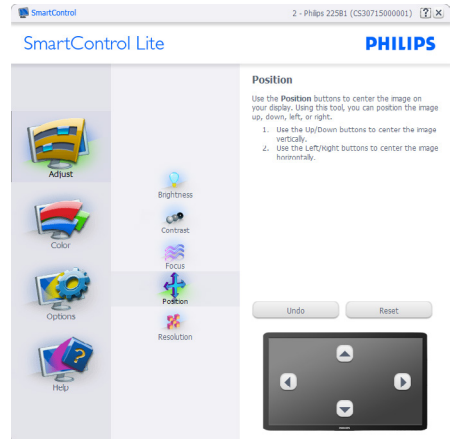 SmartControl
2 - Philips 225B1 (CS30715000001)
SmartControl Lite
PHILIPS
Adjust
Color
Options
Help
Brightness
Contrast
Focus
Position
Resolution
Position
Use the Position buttons to center the image on
your display. Using this tool, you can position the image
up, down, left, or right.
1. Use the Up/Down buttons to center the image
vertically.
2. Use the Left/Right buttons to center the image
horizontally.
Undo
Reset